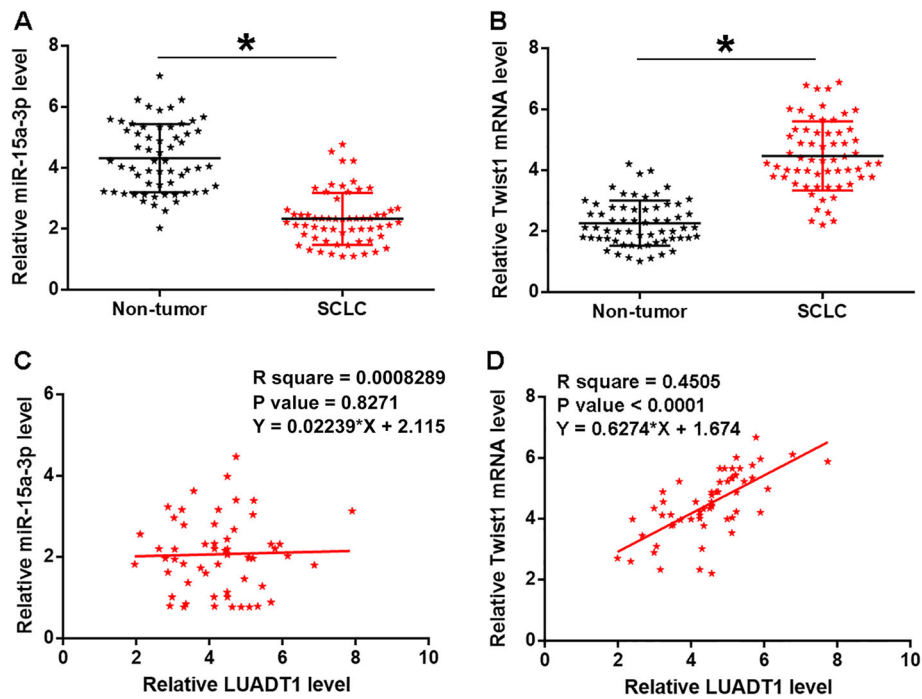 A
*
Relative miR-15a-3p level
8
6
4
2
0
Non-tumor
SCLC
B
*
Relative Twist1 mRNA level
8
6
4
2
0
Non-tumor
SCLC
C
R square = 0.0008289
P value = 0.8271
Y = 0.02239*X + 2.115
Relative miR-15a-3p level
6
4
2
0
0 2 4 6 8 10
Relative LUADT1 level
D
R square = 0.4505
P value < 0.0001
Y = 0.6274*X + 1.674
Relative Twist1 mRNA level
8
6
4
2
0
0 2 4 6 8 10
Relative LUADT1 level